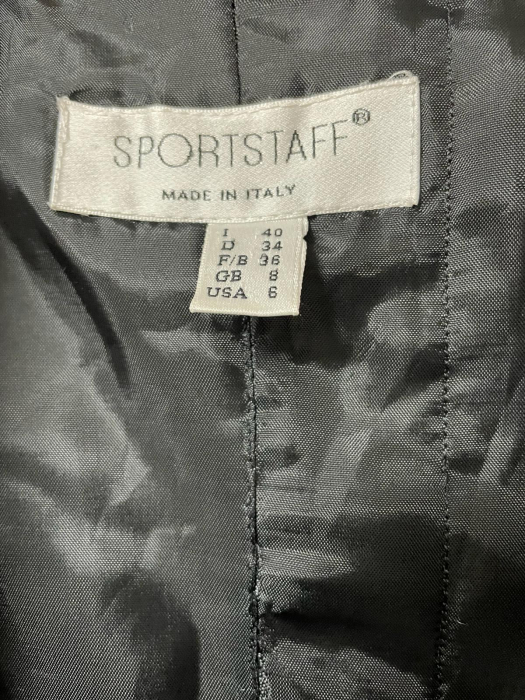 SPORTSTAFF®
MADE IN ITALY
I 40
D 34
F/B 36
GB 8
USA 6